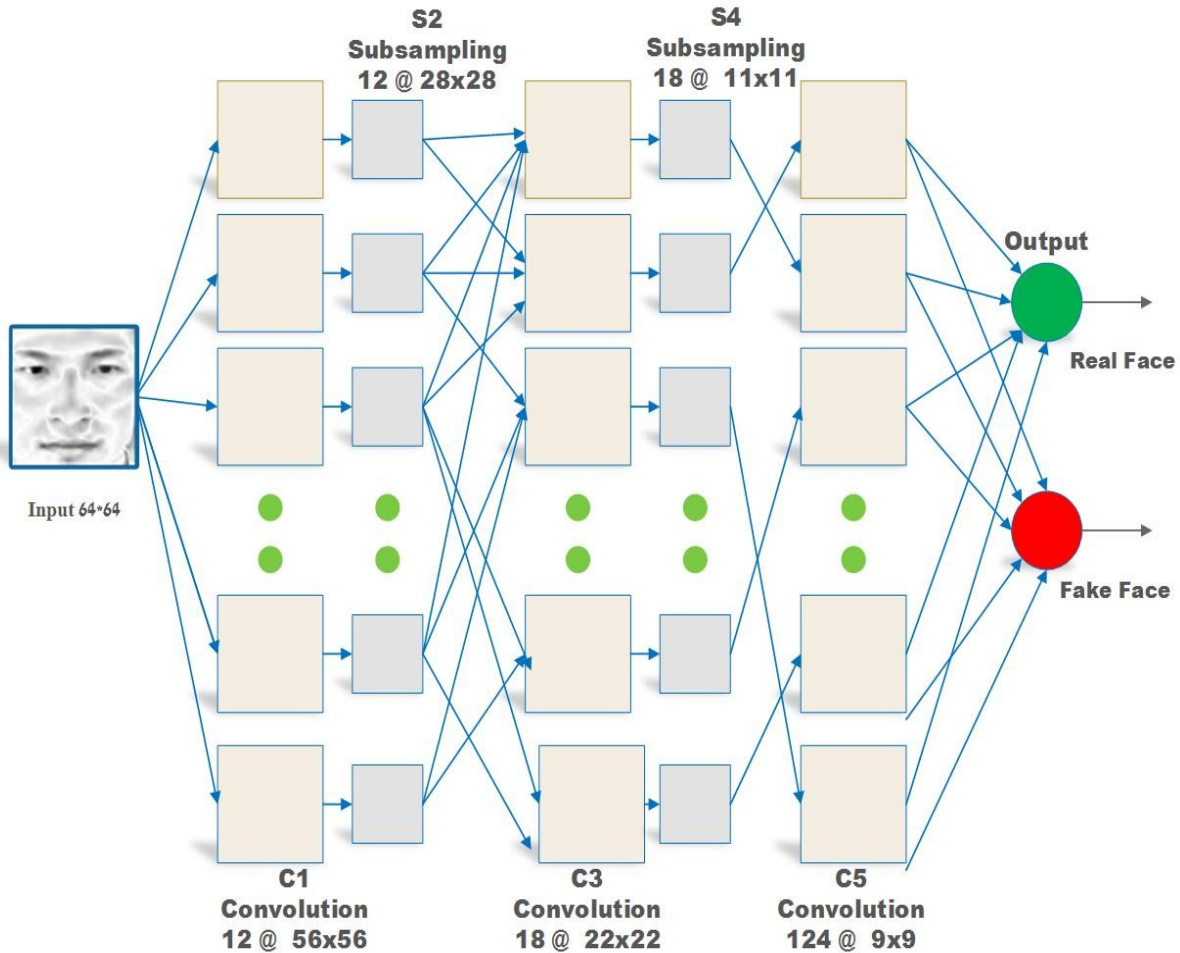 S2
Subsampling
12 @ 28x28
S4
Subsampling
18 @ 11x11
Output
Real Face
Input 64*64
Fake Face
C1
Convolution
12 @ 56x56
C3
Convolution
18 @ 22x22
C5
Convolution
124 @ 9x9